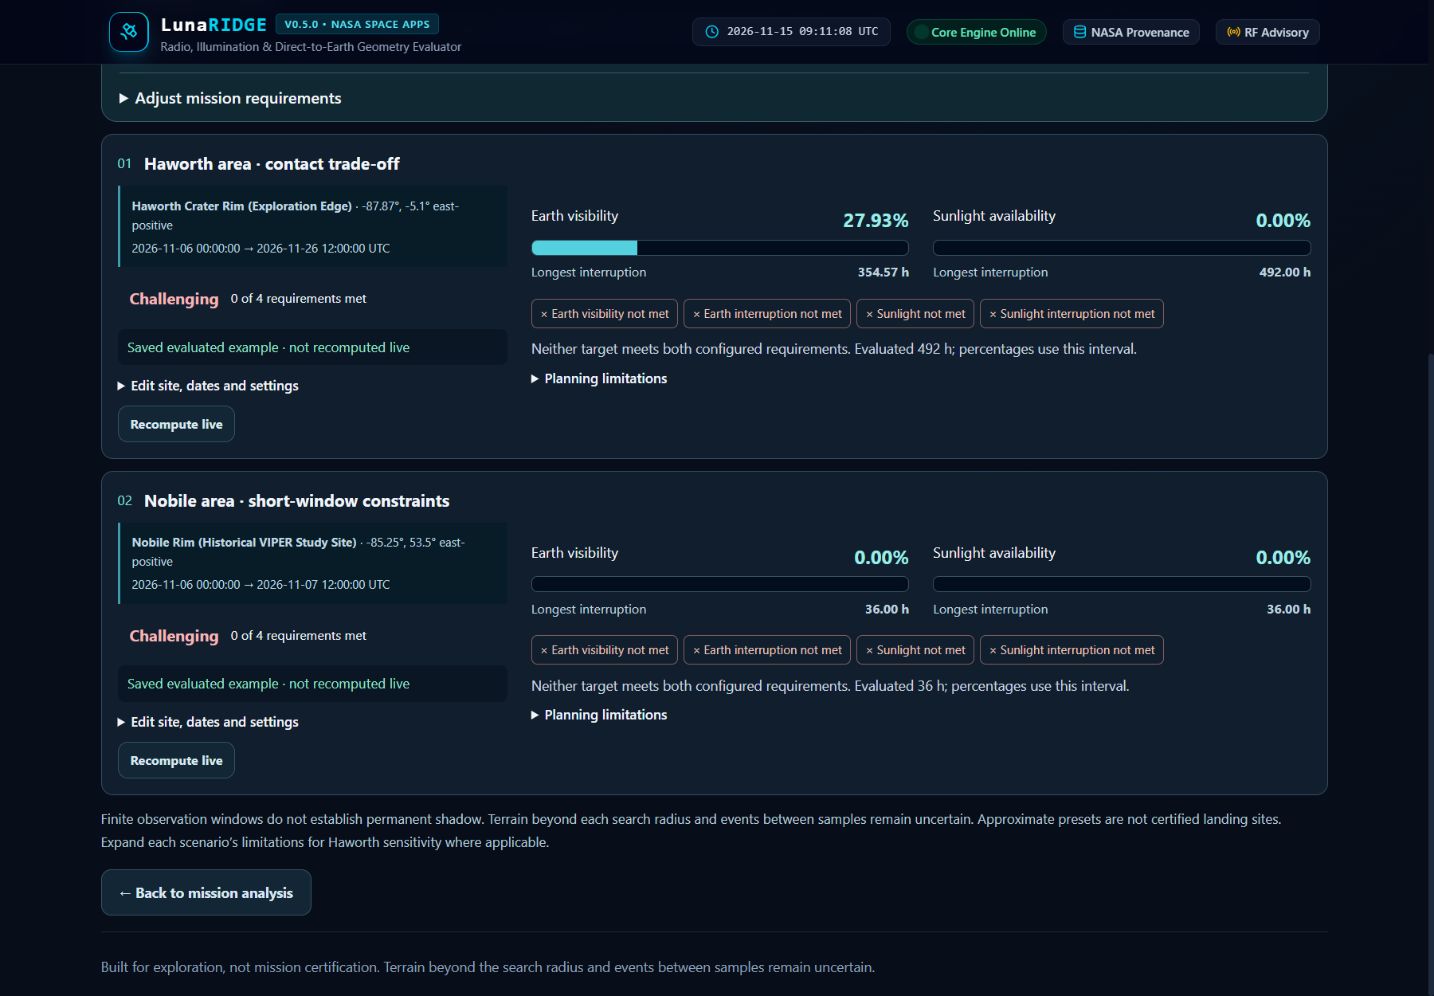 LunaRIDGE V0.5.0 • NASA SPACE APPS
Radio, Illumination & Direct-to-Earth Geometry Evaluator
2026-11-15 09:11:08 UTC
Core Engine Online
NASA Provenance
RF Advisory
▶ Adjust mission requirements
01 Haworth area · contact trade-off
Haworth Crater Rim (Exploration Edge) · -87.87°, -5.1° east-
positive
2026-11-06 00:00:00 → 2026-11-26 12:00:00 UTC
Challenging 0 of 4 requirements met
Saved evaluated example · not recomputed live
▶ Edit site, dates and settings
Recompute live
Earth visibility 27.93%
Longest interruption 354.57 h
Sunlight availability 0.00%
Longest interruption 492.00 h
× Earth visibility not met × Earth interruption not met × Sunlight not met × Sunlight interruption not met
Neither target meets both configured requirements. Evaluated 492 h; percentages use this interval.
▶ Planning limitations
02 Nobile area · short-window constraints
Nobile Rim (Historical VIPER Study Site) · -85.25°, 53.5° east-
positive
2026-11-06 00:00:00 → 2026-11-07 12:00:00 UTC
Challenging 0 of 4 requirements met
Saved evaluated example · not recomputed live
▶ Edit site, dates and settings
Recompute live
Earth visibility 0.00%
Longest interruption 36.00 h
Sunlight availability 0.00%
Longest interruption 36.00 h
× Earth visibility not met × Earth interruption not met × Sunlight not met × Sunlight interruption not met
Neither target meets both configured requirements. Evaluated 36 h; percentages use this interval.
▶ Planning limitations
Finite observation windows do not establish permanent shadow. Terrain beyond each search radius and events between samples remain uncertain. Approximate presets are not certified landing sites.
Expand each scenario's limitations for Haworth sensitivity where applicable.
← Back to mission analysis
Built for exploration, not mission certification. Terrain beyond the search radius and events between samples remain uncertain.